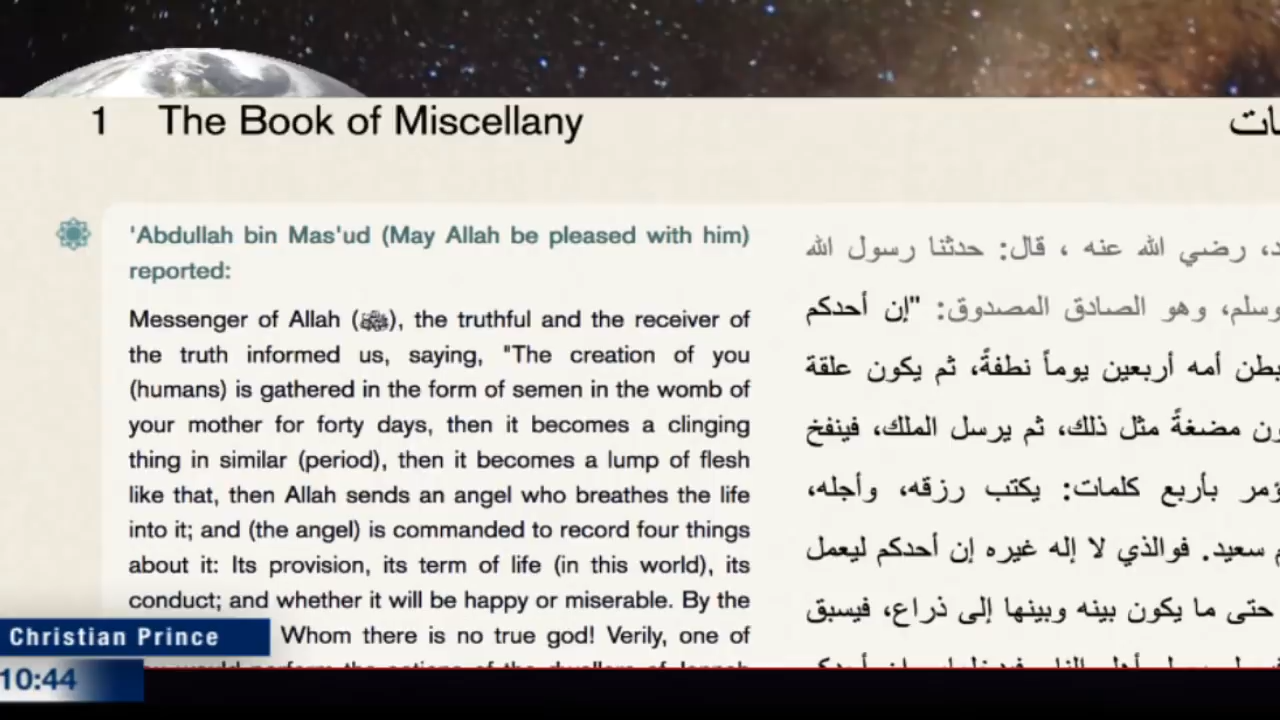 1 The Book of Miscellany
'Abdullah bin Mas'ud (May Allah be pleased with him)
reported:
Messenger of Allah (ﷺ), the truthful and the receiver of
the truth informed us, saying, "The creation of you
(humans) is gathered in the form of semen in the womb of
your mother for forty days, then it becomes a clinging
thing in similar (period), then it becomes a lump of flesh
like that, then Allah sends an angel who breathes the life
into it; and (the angel) is commanded to record four things
about it: Its provision, its term of life (in this world), its
conduct; and whether it will be happy or miserable. By the
Whom there is no true god! Verily, one of
رضي الله عنه ، قال: حدثنا رسول الله
وسلم، وهو الصادق المصدوق: "إن أحدكم
بطن أمه أربعين يوماً نطفةً، ثم يكون علقة
مضغةً مثل ذلك، ثم يرسل الملك، فينفخ
بأربع كلمات: يكتب رزقه، وأجله،
سعيد. فوالذي لا إله غيره إن أحدكم ليعمل
حتى ما يكون بينه وبينها إلى ذراع، فيسبق
Christian Prince
10:44